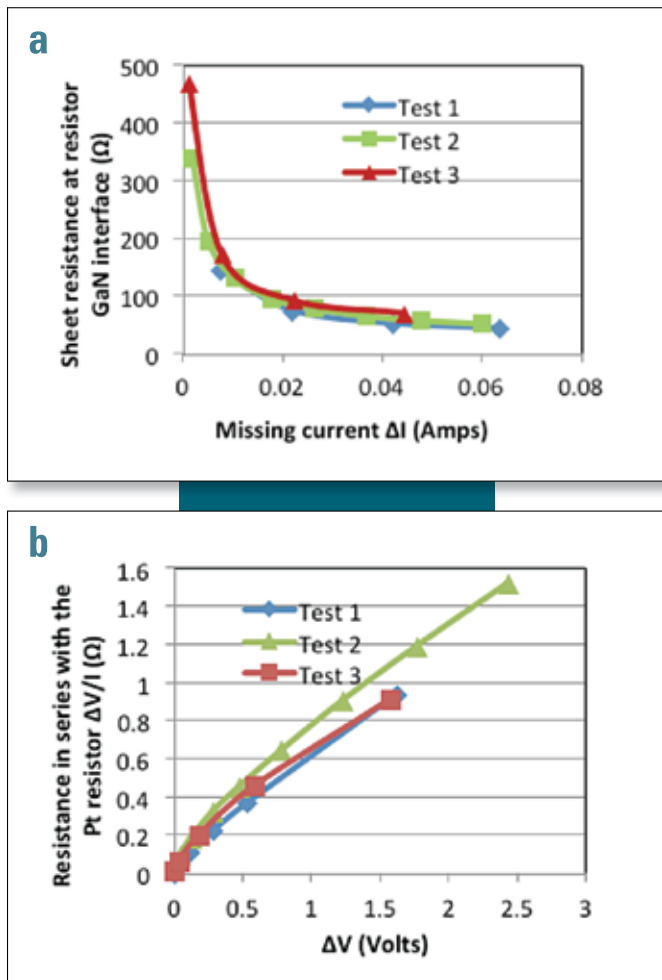 a
Sheet resistance at resistor
GaN interface (Ω)
500
400
300
200
100
0
Test 1
Test 2
Test 3
0 0.02 0.04 0.06 0.08
Missing current ΔI (Amps)
b
Resistance in series with the
Pt resistor ΔV/I (Ω)
1.6
1.4
1.2
1
0.8
0.6
0.4
0.2
0
Test 1
Test 2
Test 3
0 0.5 1 1.5 2 2.5 3
ΔV (Volts)